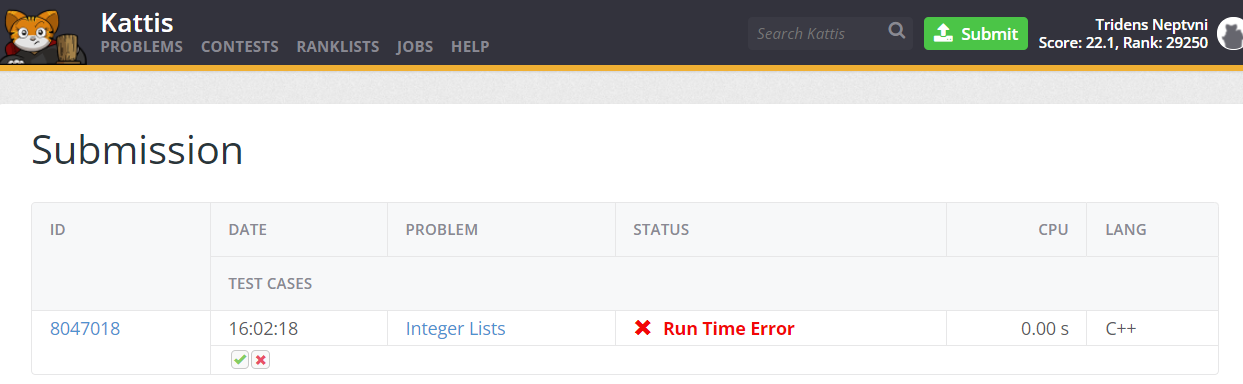 Kattis
PROBLEMS CONTESTS RANKLISTS JOBS HELP
Search Kattis
Submit
Tridens Neptvni
Score: 22.1, Rank: 29250
Submission
ID DATE PROBLEM STATUS CPU LANG
TEST CASES
8047018 16:02:18 Integer Lists Run Time Error 0.00 s C++